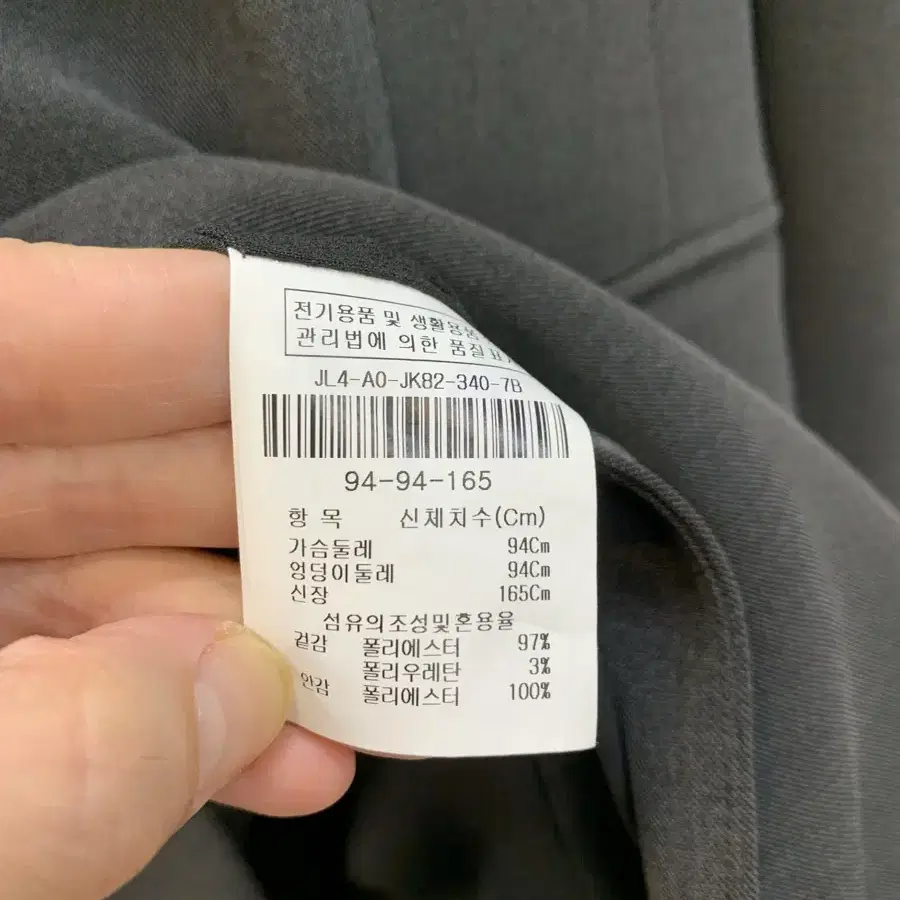 전기용품 및 생활용품
관리법에 의한 품질표
JL4-A0-JK82-340-7B
94-94-165
항 목 신체치수(Cm)
가슴둘레 94Cm
엉덩이둘레 94Cm
신장 165Cm
섬유의조성및혼용율
겉감 폴리에스터 97%
폴리우레탄 3%
안감 폴리에스터 100%